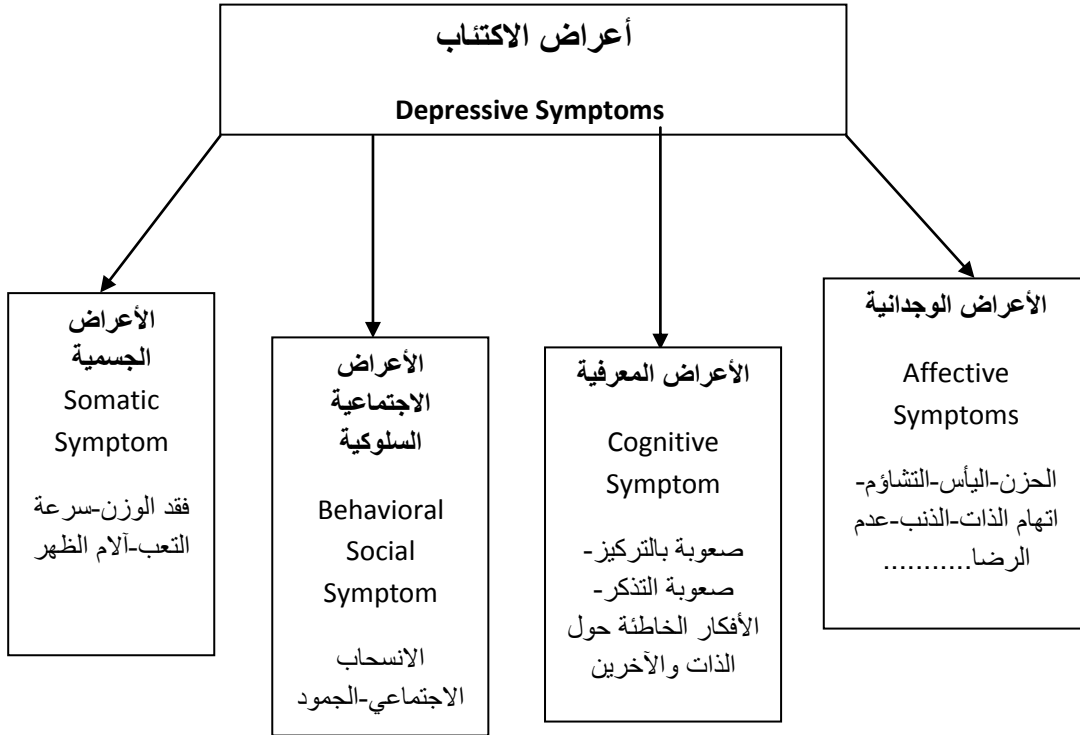 أعراض الاكتئاب
Depressive Symptoms
الأعراض الوجدانية
Affective
Symptoms
الحزن-اليأس-التشاؤم-
اتهام الذات-الذنب-عدم
الرضا...........
الأعراض المعرفية
Cognitive
Symptom
صعوبة بالتركيز-
صعوبة التذكر-
الأفكار الخاطئة حول
الذات والآخرين
الأعراض
الاجتماعية
السلوكية
Behavioral
Social
Symptom
الانسحاب
الاجتماعي-الجمود
الأعراض
الجسمية
Somatic
Symptom
فقد الوزن-سرعة
التعب-آلام الظهر